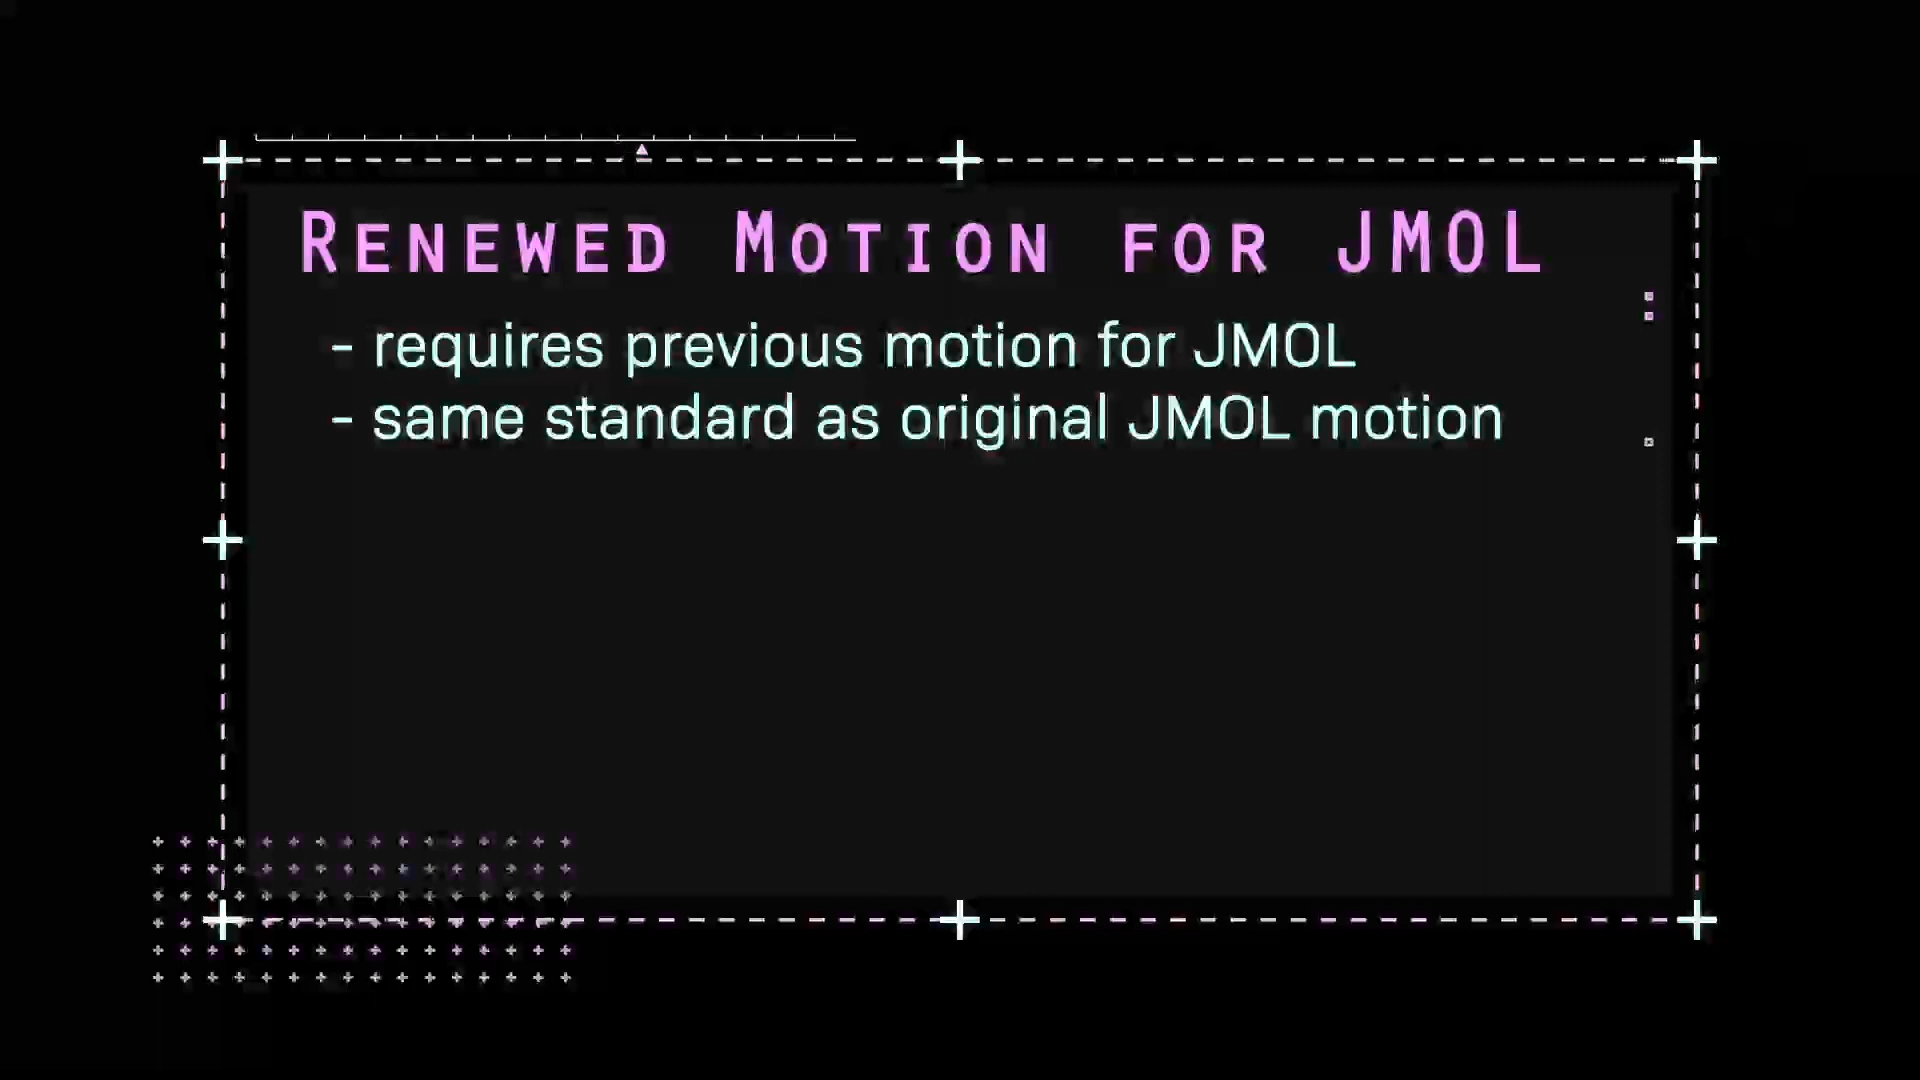 RENEWED MOTION FOR JMOL
- requires previous motion for JMOL
- same standard as original JMOL motion